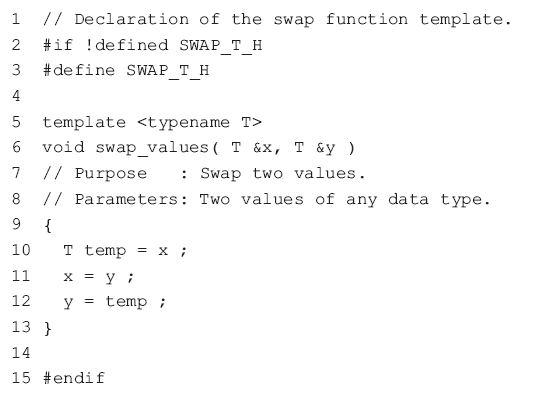 1 // Declaration of the swap function template.
2 #if !defined SWAP_T_H
3 #define SWAP_T_H
4
5 template <typename T>
6 void swap_values( T &x, T &y )
7 // Purpose   : Swap two values.
8 // Parameters: Two values of any data type.
9 {
10   T temp = x ;
11   x = y ;
12   y = temp ;
13 }
14
15 #endif